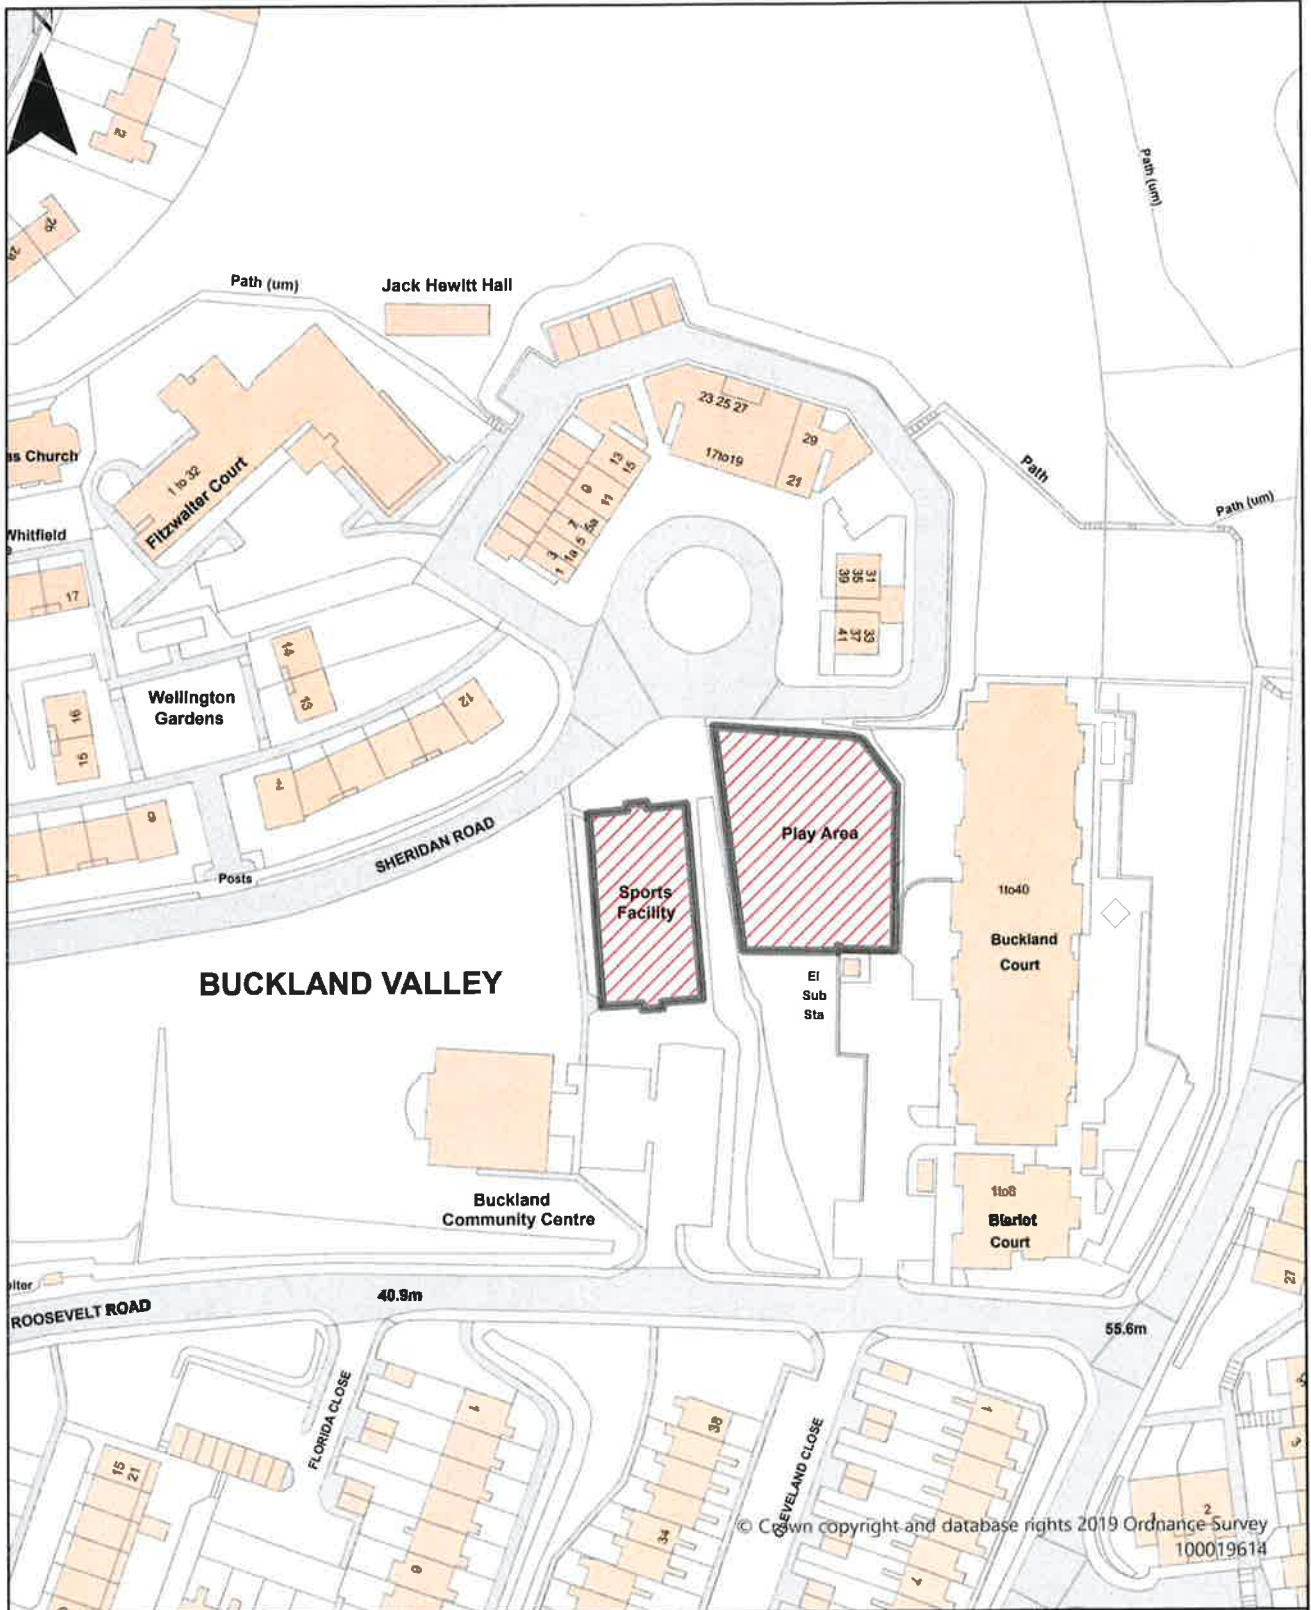 Path (um)
Path (um)
Jack Hewitt Hall
26
23 25 27
29
as Church
13
15
17to19
21
Path
1 to 32
Fitzwalter Court
9
11
Path (um)
Whitfield
7
5a
3
5
1a
1
31
35
39
17
33
37
41
14
13
Wellington
Gardens
12
16
15
Play Area
SHERIDAN ROAD
Posts
Sports
Facility
1to40
Buckland
Court
BUCKLAND VALLEY
El
Sub
Sta
Buckland
Community Centre
1to8
Court
27
elter
ROOSEVELT ROAD
40.9m
55.6m
FLORIDA CLOSE
1
38
1
CLEVELAND CLOSE
15
21
3
1
2
34
7
© Crown copyright and database rights 2019 Ordnance Survey
100019614